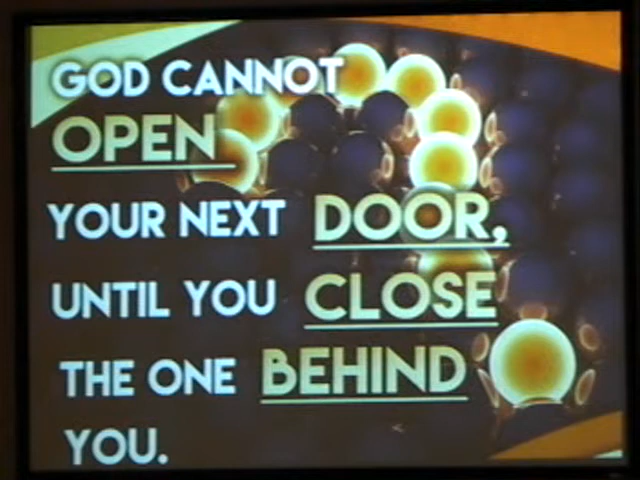 GOD CANNOT
OPEN
YOUR NEXT DOOR,
UNTIL YOU CLOSE
THE ONE BEHIND
YOU.